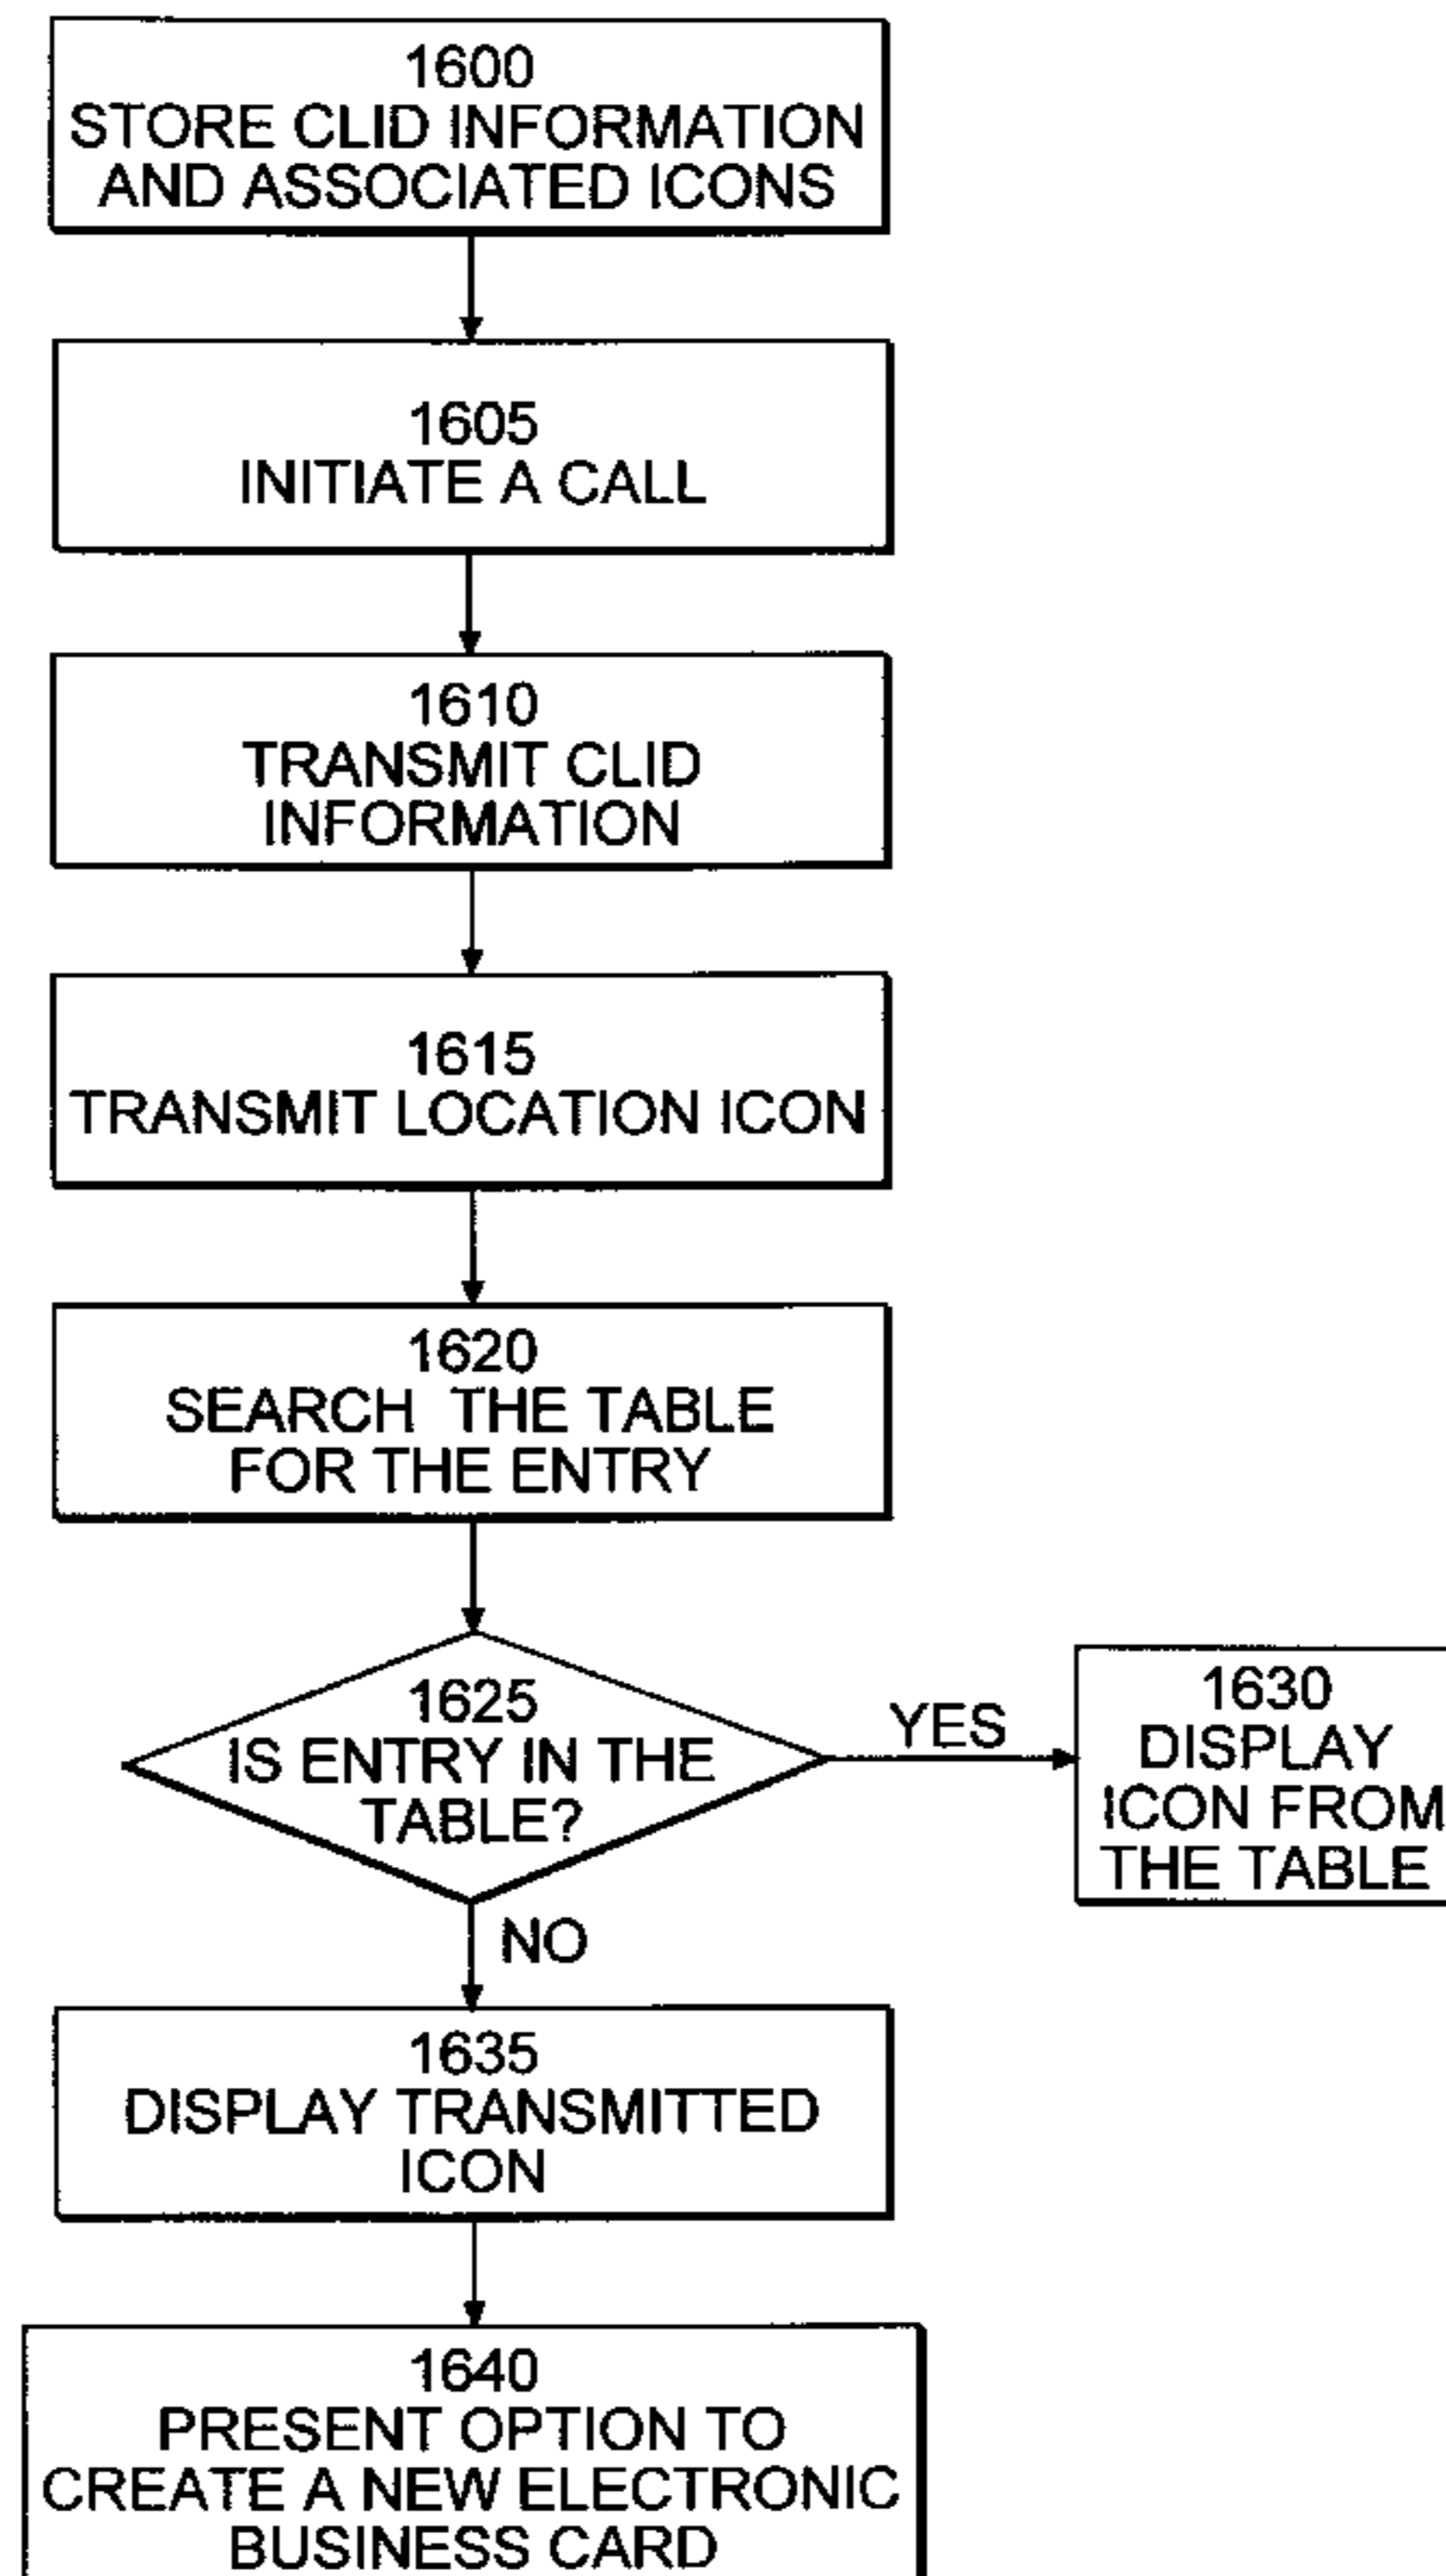 1600
STORE CLID INFORMATION
AND ASSOCIATED ICONS
1605
INITIATE A CALL
1610
TRANSMIT CLID
INFORMATION
1615
TRANSMIT LOCATION ICON
1620
SEARCH THE TABLE
FOR THE ENTRY
1625
IS ENTRY IN THE
TABLE?
YES
1630
DISPLAY
ICON FROM
THE TABLE
NO
1635
DISPLAY TRANSMITTED
ICON
1640
PRESENT OPTION TO
CREATE A NEW ELECTRONIC
BUSINESS CARD